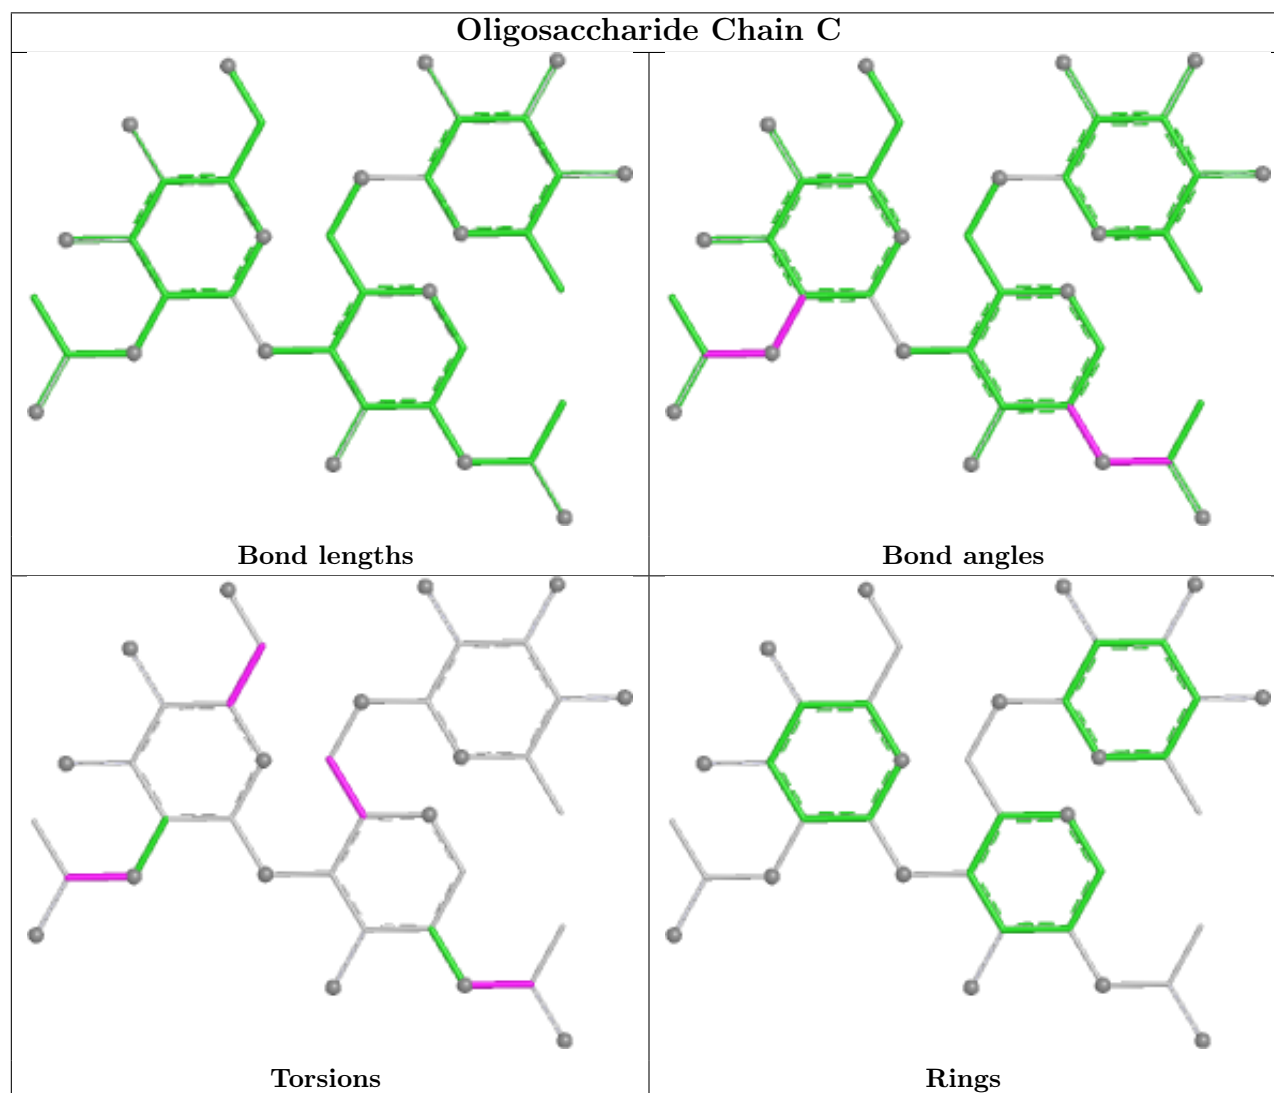 Oligosaccharide Chain C
Bond lengths
Bond angles
Torsions
Rings